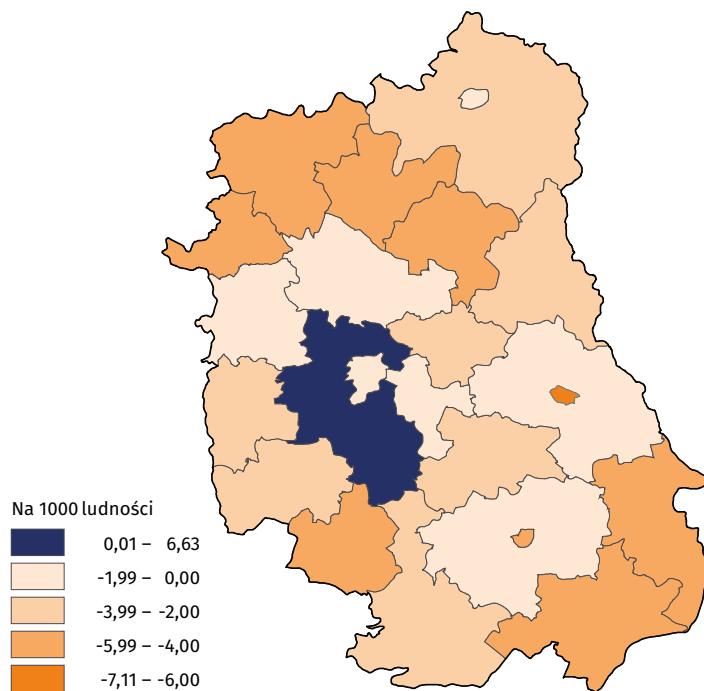 Na 1000 ludności
0,01 – 6,63
-1,99 – 0,00
-3,99 – -2,00
-5,99 – -4,00
-7,11 – -6,00